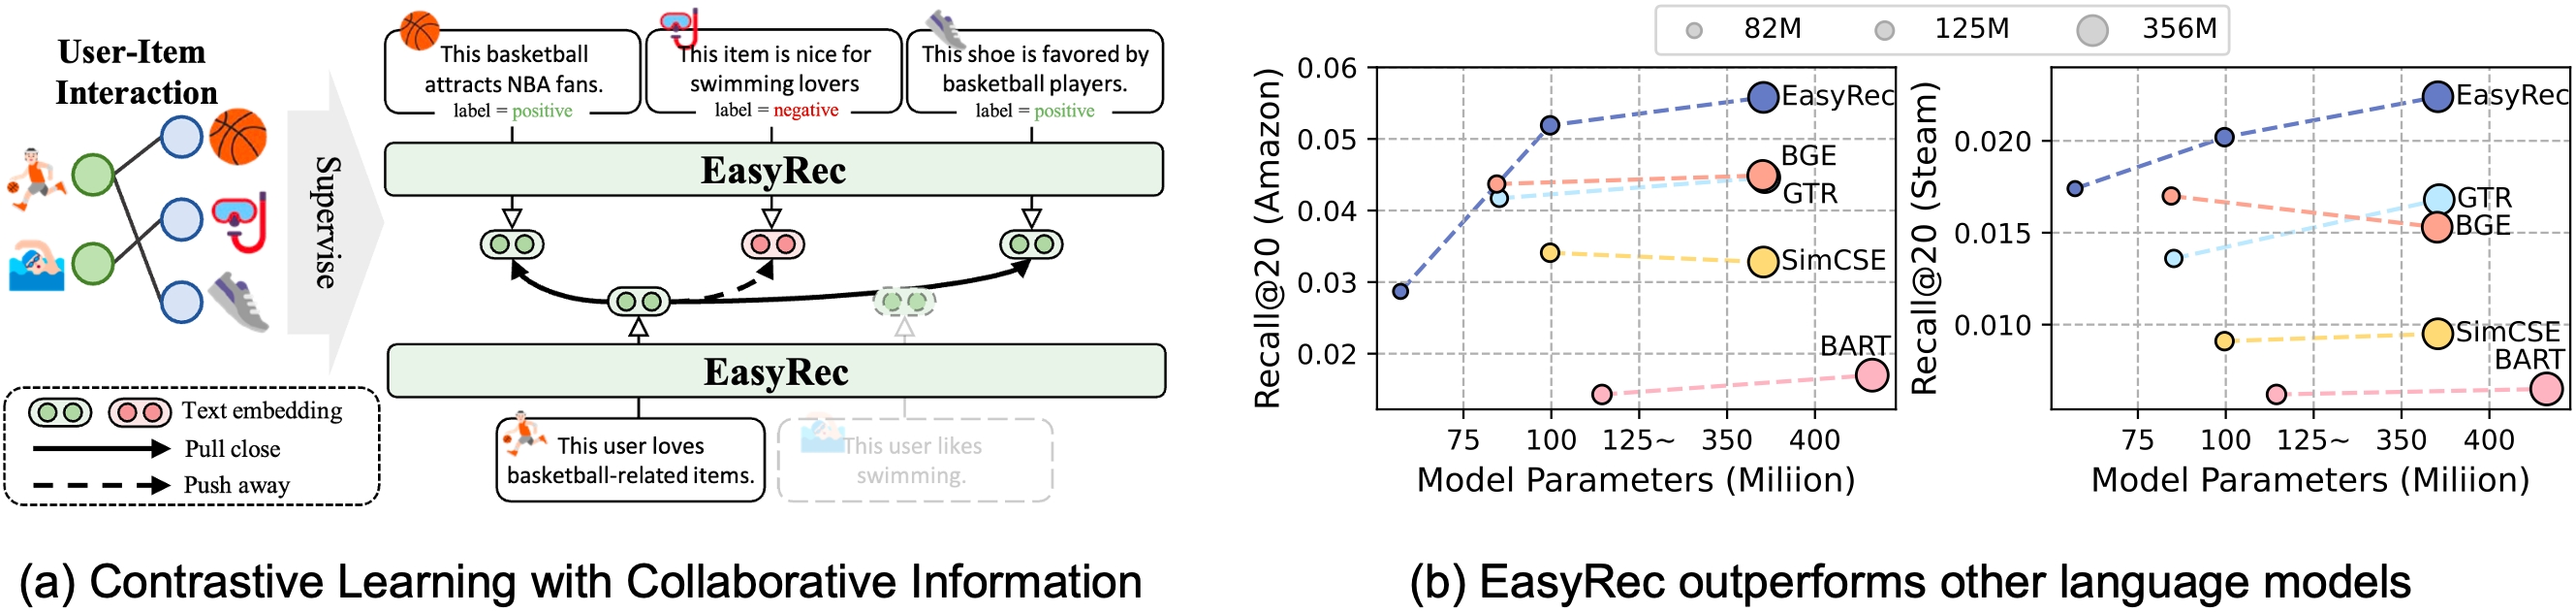 User-Item
Interaction
Supervise
This basketball
attracts NBA fans.
label = positive
This item is nice for
swimming lovers
label = negative
This shoe is favored by
basketball players.
label = positive
EasyRec
EasyRec
This user loves
basketball-related items.
This user likes
swimming.
Text embedding
Pull close
Push away
(a) Contrastive Learning with Collaborative Information
82M 125M 356M
Recall@20 (Amazon)
0.06
0.05
0.04
0.03
0.02
EasyRec
BGE
GTR
SimCSE
BART
75 100 125~ 350 400
Model Parameters (Miliion)
Recall@20 (Steam)
0.020
0.015
0.010
EasyRec
GTR
BGE
SimCSE
BART
75 100 125~ 350 400
Model Parameters (Miliion)
(b) EasyRec outperforms other language models